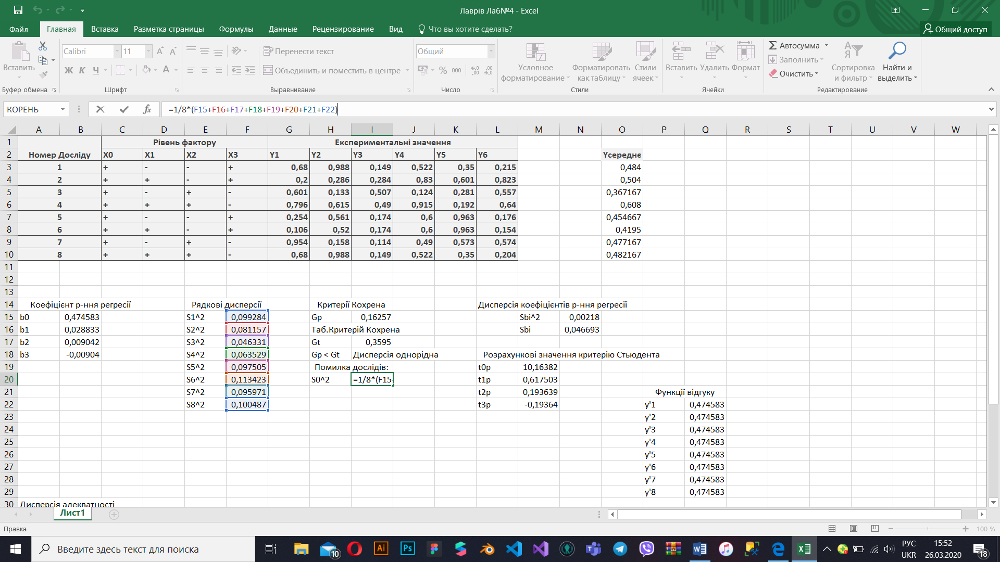 Лаврів Лаб№4 - Excel
Файл Главная Вставка Разметка страницы Формулы Данные Рецензирование Вид Что вы хотите сделать? Общий доступ
Вставить
Calibri 11
Ж К Ч
А
Перенести текст
Объединить и поместить в центре
Общий
% 000
Условное форматирование
Форматировать как таблицу
Стили ячеек
Вставить Удалить Формат
Автосумма
Заполнить
Очистить
Сортировка и фильтр
Найти и выделить
Буфер обмена Шрифт Выравнивание Число Стили Ячейки Редактирование
КОРЕНЬ fx =1/8*(F15+F16+F17+F18+F19+F20+F21+F22)
A B C D E F G H I J K L M N O P Q R S T U V W
1 Рівень фактору Експериментальні значення
2 Номер Досліду X0 X1 X2 X3 Y1 Y2 Y3 Y4 Y5 Y6 Yсереднє
3 1 + - - + 0,68 0,988 0,149 0,522 0,35 0,215 0,484
4 2 + + - + 0,2 0,286 0,284 0,83 0,601 0,823 0,504
5 3 + - + - 0,601 0,133 0,507 0,124 0,281 0,557 0,367167
6 4 + + + - 0,796 0,615 0,49 0,915 0,192 0,64 0,608
7 5 + - - + 0,254 0,561 0,174 0,6 0,963 0,176 0,454667
8 6 + + - + 0,106 0,52 0,174 0,6 0,963 0,154 0,4195
9 7 + - + - 0,954 0,158 0,114 0,49 0,573 0,574 0,477167
10 8 + + + - 0,68 0,988 0,149 0,522 0,35 0,204 0,482167
11
12
13
14 Коефіцієнт р-ння регресії Рядкові дисперсії Критерії Кохрена Дисперсія коефіцієнтів р-ння регресії
15 b0 0,474583 S1^2 0,099284 Gp 0,16257 Sbi^2 0,00218
16 b1 0,028833 S2^2 0,081157 Таб.Критерій Кохрена Sbi 0,046693
17 b2 0,009042 S3^2 0,046331 Gt 0,3595
18 b3 -0,00904 S4^2 0,063529 Gp < Gt Дисперсія однорідна Розрахункові значення критерію Стьюдента
19 S5^2 0,097505 Помилка дослідів: t0p 10,16382
20 S6^2 0,113423 S0^2 =1/8*(F15 t1p 0,617503
21 S7^2 0,095971 t2p 0,193639 Функції відгуку
22 S8^2 0,100487 t3p -0,19364 y'1 0,474583
23 y'2 0,474583
24 y'3 0,474583
25 y'4 0,474583
26 y'5 0,474583
27 y'6 0,474583
28 y'7 0,474583
29 y'8 0,474583
30 Дисперсія адекватності
Лист1
Правка 100 %
Введите здесь текст для поиска
10
Ai
Ps
РУС
UKR
15:52
26.03.2020
18